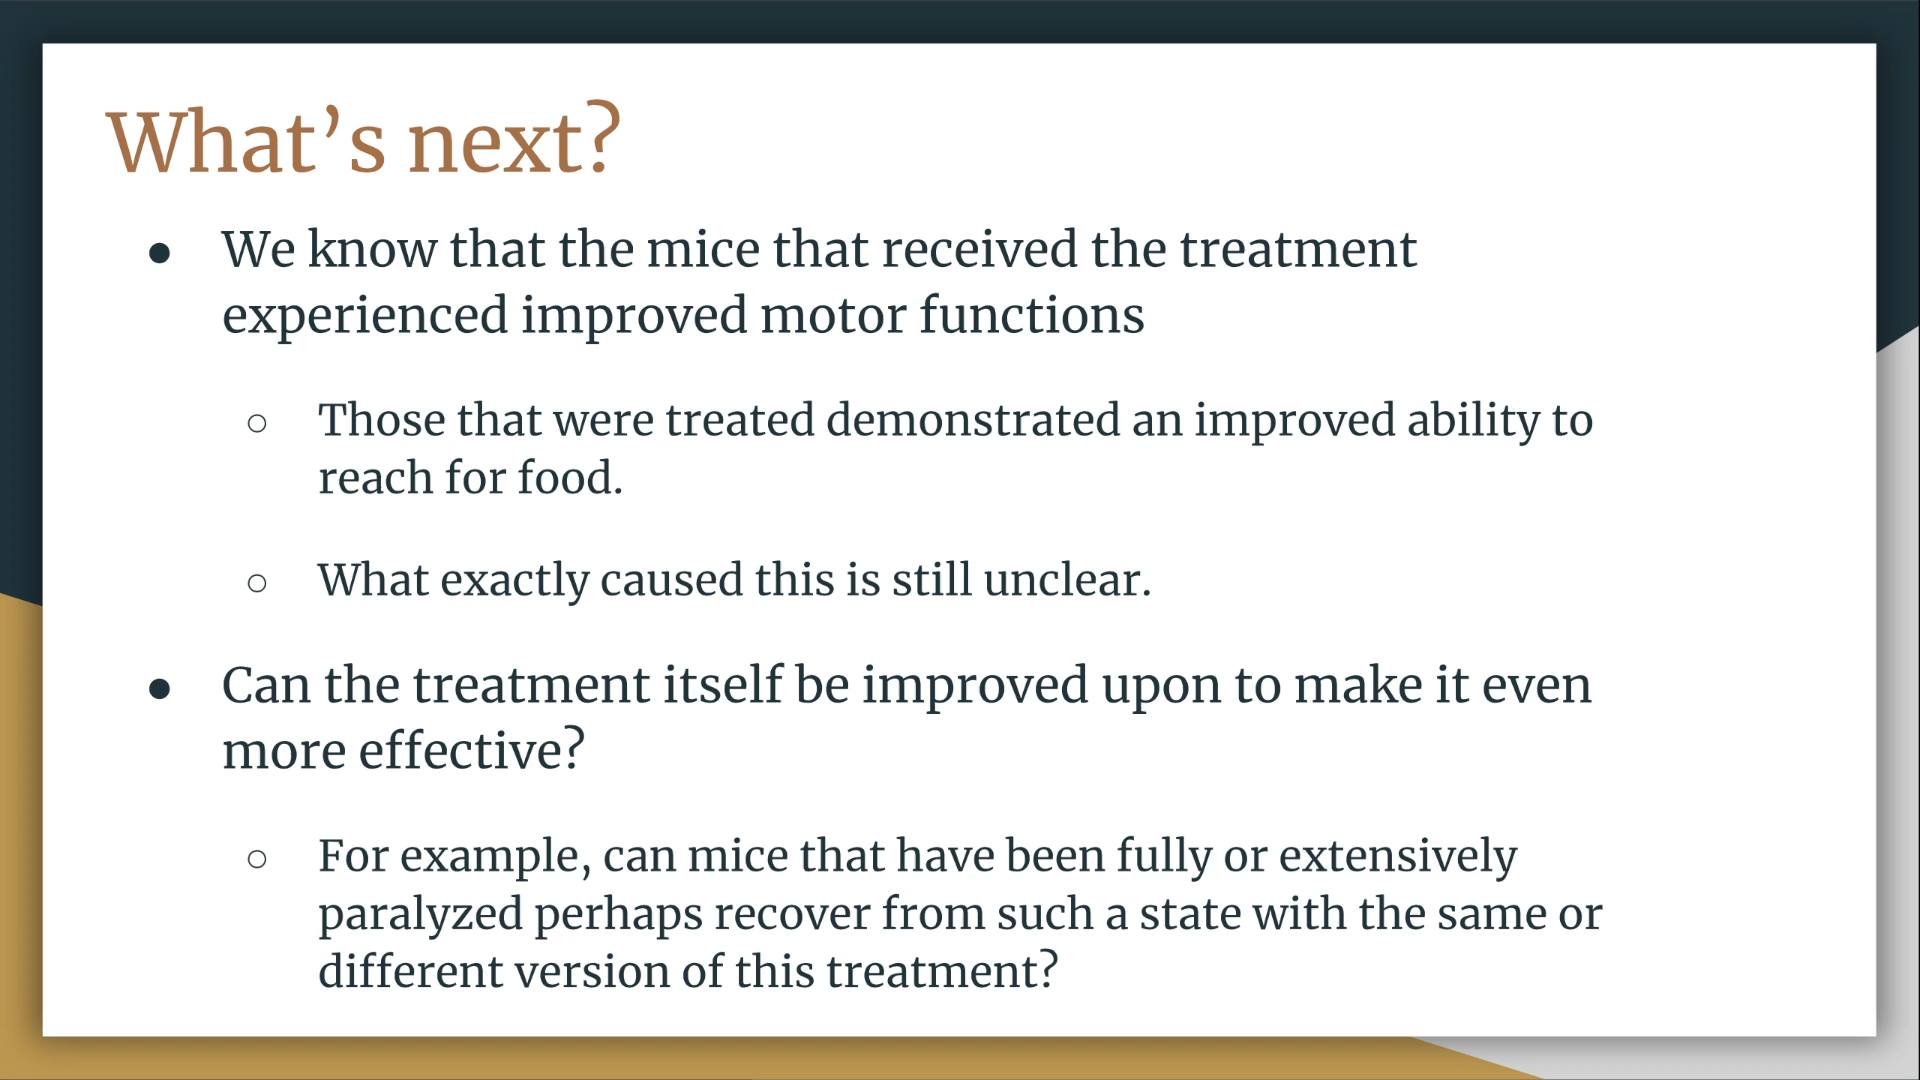 What’s next?
● We know that the mice that received the treatment
experienced improved motor functions
○ Those that were treated demonstrated an improved ability to
reach for food.
○ What exactly caused this is still unclear.
● Can the treatment itself be improved upon to make it even
more effective?
○ For example, can mice that have been fully or extensively
paralyzed perhaps recover from such a state with the same or
different version of this treatment?